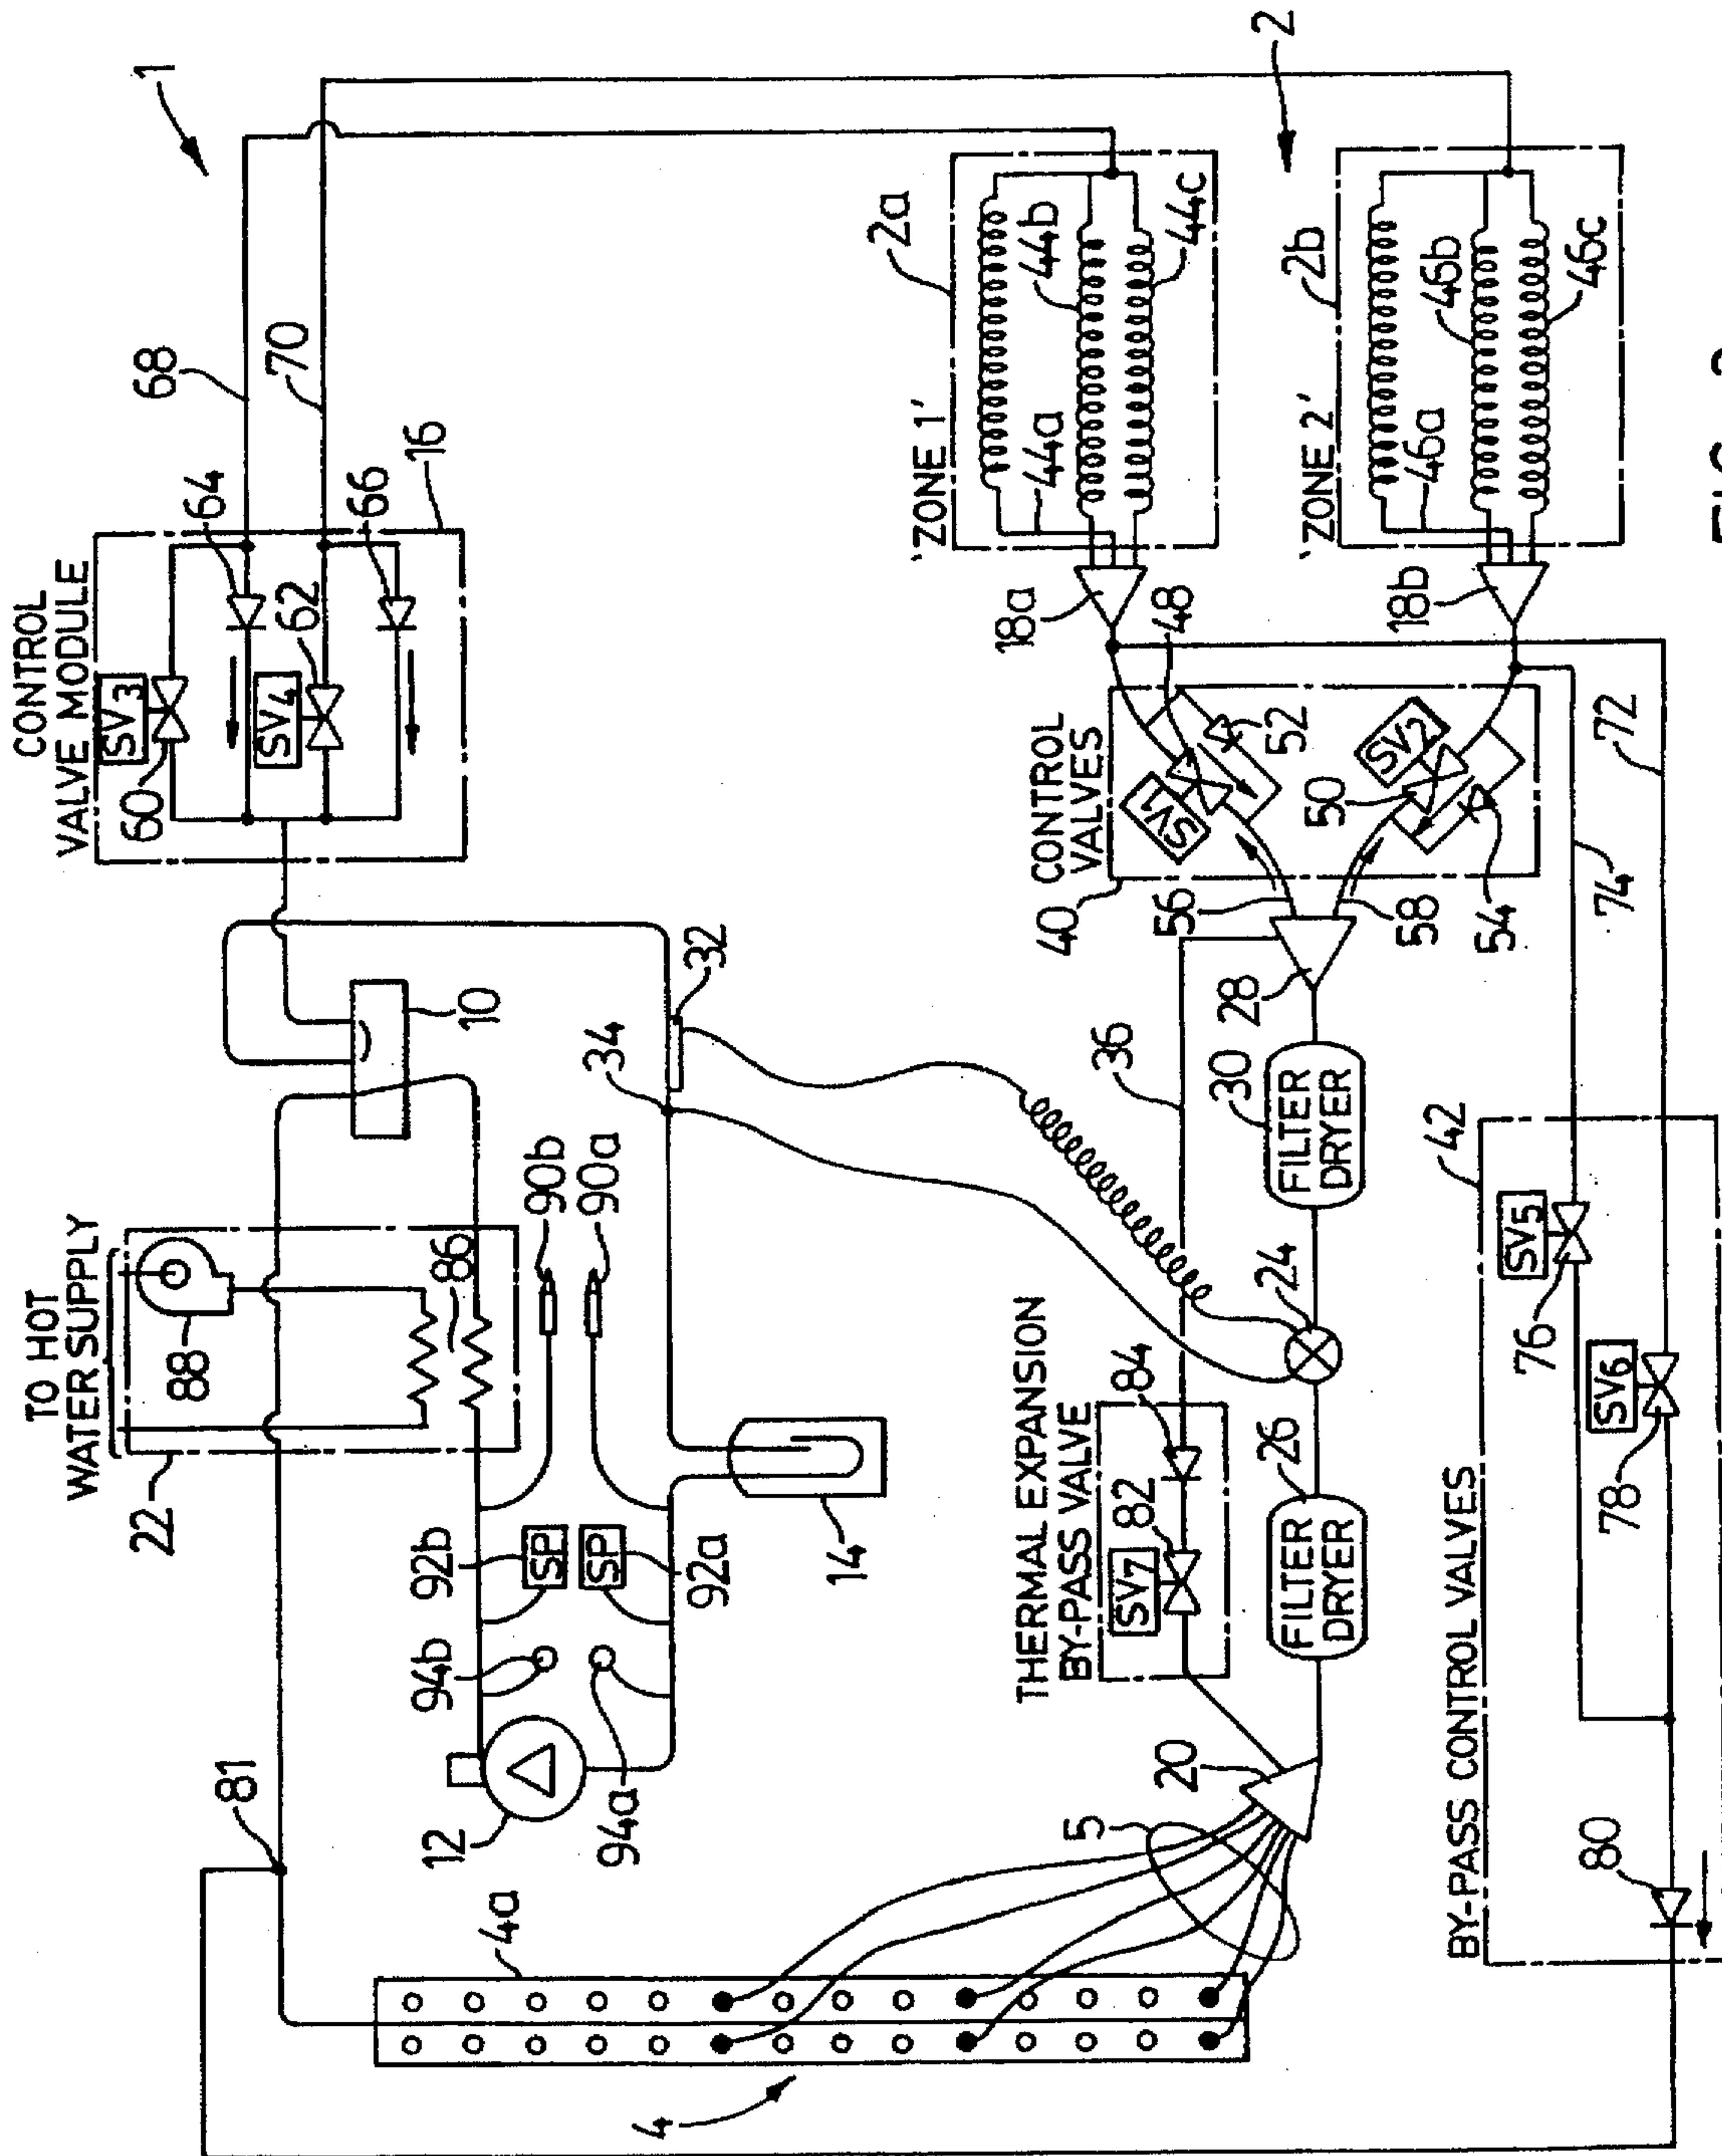 1
68
70
CONTROL
VALVE MODULE
16
SV3
64
60
SV4
62
66
TO HOT
WATER SUPPLY
88
22
86
10
81
94b
92b
SP
90b
12
94a
SP
92a
90a
14
34
32
4a
4
5
20
THERMAL EXPANSION
BY-PASS VALVE
SV7
82
84
36
26
FILTER
DRYER
24
30
FILTER
DRYER
28
CONTROL
VALVES
40
56
58
SV1
48
52
SV2
50
54
18a
18b
'ZONE 1'
2a
44a
44b
44c
2
'ZONE 2'
2b
46a
46b
46c
74
72
BY-PASS CONTROL VALVES
42
SV5
76
SV6
78
80